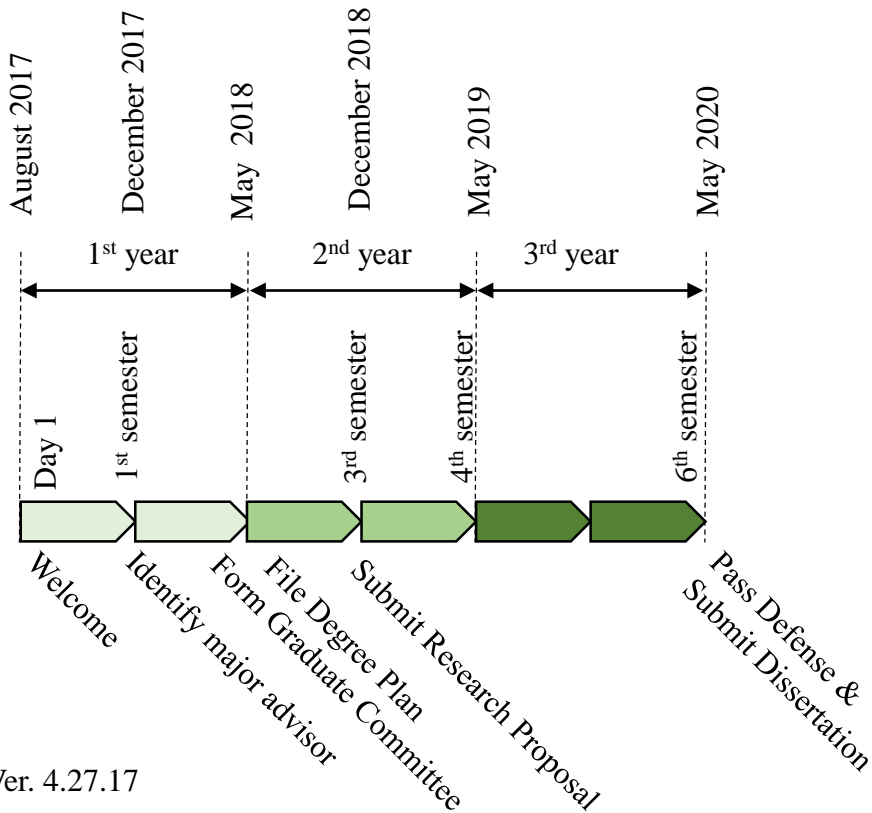 August 2017
December 2017
May 2018
December 2018
May 2019
May 2020
1st year
2nd year
3rd year
Day 1
1st semester
3rd semester
4th semester
6th semester
Welcome
Identify major advisor
Form Graduate Committee
File Degree Plan
Submit Research Proposal
Pass Defense &
Submit Dissertation
Ver. 4.27.17